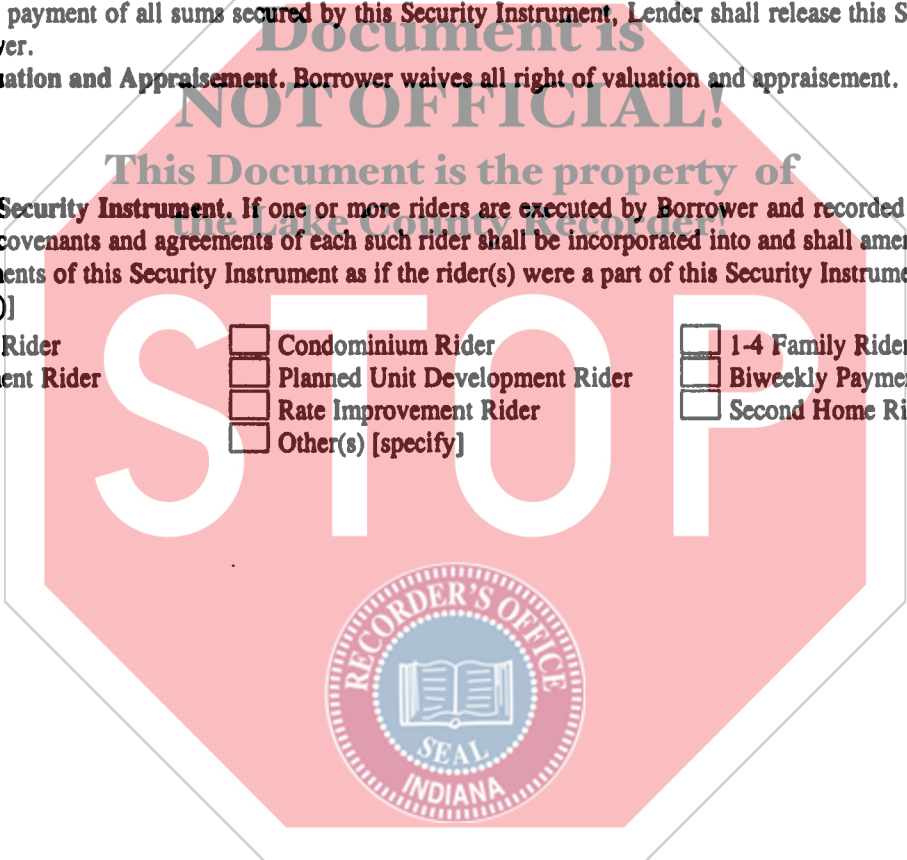 payment of all sums secured by this Security Instrument, Lender shall release this S
Document is
er.
ation and Appraisement. Borrower waives all right of valuation and appraisement.
NOT OFFICIAL!
This Document is the property of
Security Instrument. If one or more riders are executed by Borrower and recorded
the Lake County Recorder!
covenants and agreements of each such rider shall be incorporated into and shall amen
ents of this Security Instrument as if the rider(s) were a part of this Security Instrume
)]
Rider Condominium Rider 1-4 Family Rider
ent Rider Planned Unit Development Rider Biweekly Payme
Rate Improvement Rider Second Home Ri
Other(s) [specify]
STOP
RECORDER'S OFFICE
SEAL
INDIANA